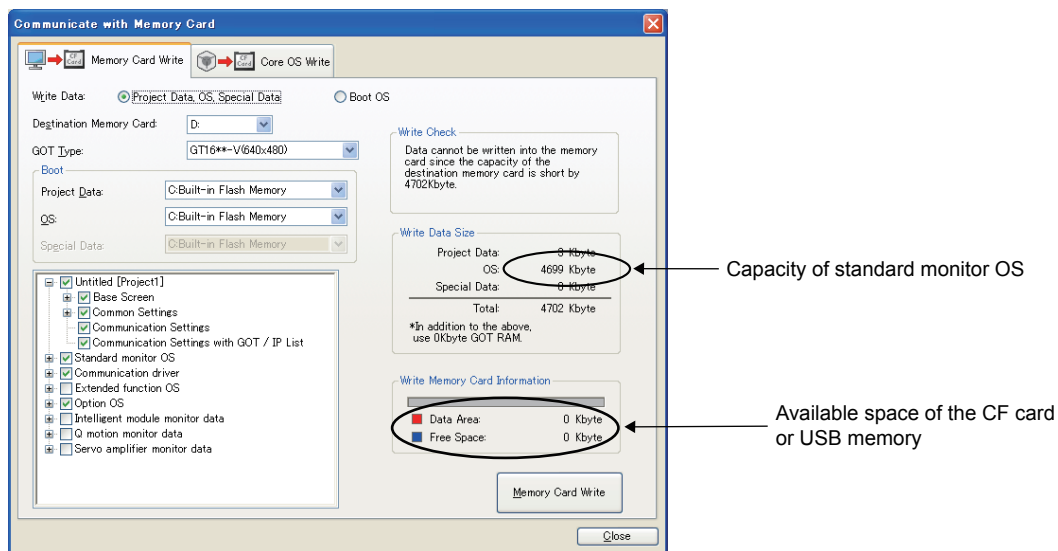 Communicate with Memory Card
CF Card Memory Card Write
CF Card Core OS Write
Write Data: Project Data, OS, Special Data Boot OS
Destination Memory Card: D:
GOT Type: GT16**-V(640x480)
Boot
Project Data: C:Built-in Flash Memory
OS: C:Built-in Flash Memory
Special Data: C:Built-in Flash Memory
Untitled [Project1]
Base Screen
Common Settings
Communication Settings
Communication Settings with GOT / IP List
Standard monitor OS
Communication driver
Extended function OS
Option OS
Intelligent module monitor data
Q motion monitor data
Servo amplifier monitor data
Write Check
Data cannot be written into the memory
card since the capacity of the
destination memory card is short by
4702Kbyte.
Write Data Size
Project Data: 3 Kbyte
OS: 4699 Kbyte
Special Data: 0 Kbyte
Total: 4702 Kbyte
*In addition to the above,
use 0Kbyte GOT RAM.
Write Memory Card Information
Data Area: 0 Kbyte
Free Space: 0 Kbyte
Memory Card Write
Close
Capacity of standard monitor OS
Available space of the CF card
or USB memory